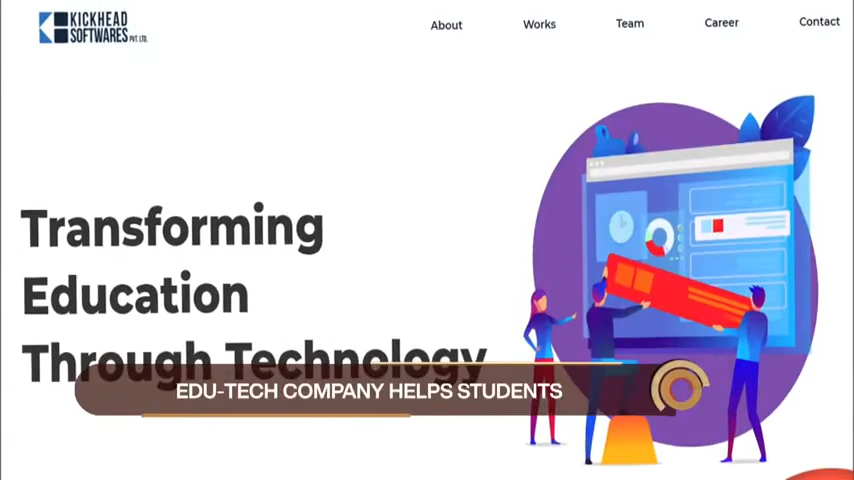 KICKHEAD
SOFTWARES PVT. LTD.
About
Works
Team
Career
Contact
Transforming
Education
Through Technology
EDU-TECH COMPANY HELPS STUDENTS